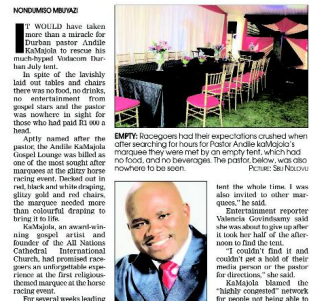 NONDUMISO MBUYAZI
IT WOULD have taken
more than a miracle for
Durban pastor Andile
KaMajola to rescue his
much-hyped Vodacom Dur-
ban July tent.
In spite of the lavishly
laid out tables and chairs
there was no food, no drinks,
no entertainment from
gospel stars and the pastor
was nowhere in sight for
those who had paid R1 000 a
head.
Aptly named after the
pastor, the Andile kaMajola
Gospel Lounge was billed as
one of the most sought after
marquees at the glitzy horse
racing event. Decked out in
red, black and white draping,
glitzy gold and red chairs,
the marquee needed more
than colourful draping to
bring it to life.
KaMajola, an award-win-
ning gospel artist and
founder of the All Nations
Cathedral International
Church, had promised race-
goers an unforgettable expe-
rience at the first religious-
themed marquee at the horse
racing event.
For several weeks leading
EMPTY: Racegoers had their expectations crushed when
after searching for hours for Pastor Andile kaMajola's
marquee they were met by an empty tent, which had
no food, and no beverages. The pastor, below, was also
nowhere to be seen.
PICTURE: SBU NDLOVU
tent the whole time. I was
also invited to other mar-
quees," he said.
Entertainment reporter
Valencia Govindsamy said
she was about to give up after
it took her half of the after-
noon to find the tent.
"I couldn't find it and
couldn't get a hold of their
media person or the pastor
for directions," she said.
KaMajola blamed the
"highly congested" network
for people not being able to